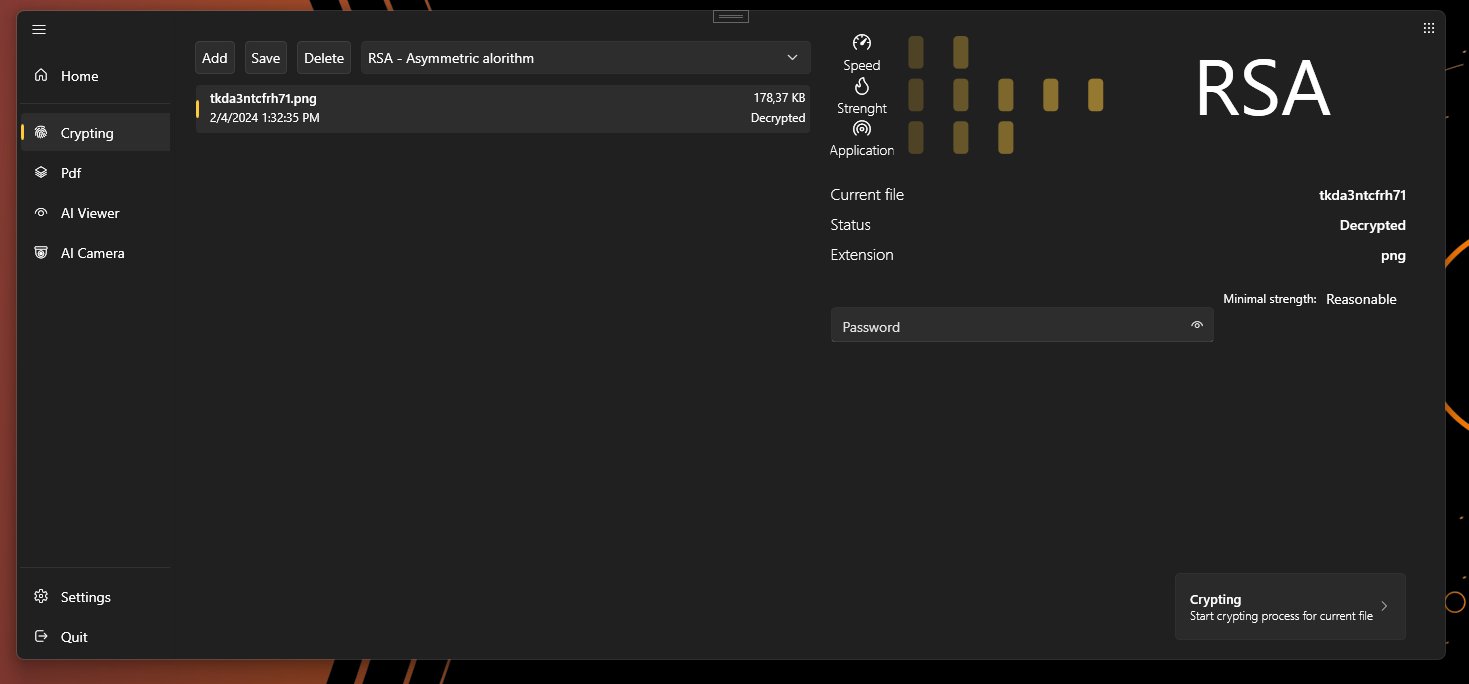 Home
Crypting
Pdf
AI Viewer
AI Camera
Settings
Quit
Add Save Delete RSA - Asymmetric alorithm
tkda3ntcfrh71.png 178,37 KB
2/4/2024 1:32:35 PM Decrypted
Speed
Strenght
Application
RSA
Current file tkda3ntcfrh71
Status Decrypted
Extension png
Minimal strength: Reasonable
Password
Crypting
Start crypting process for current file